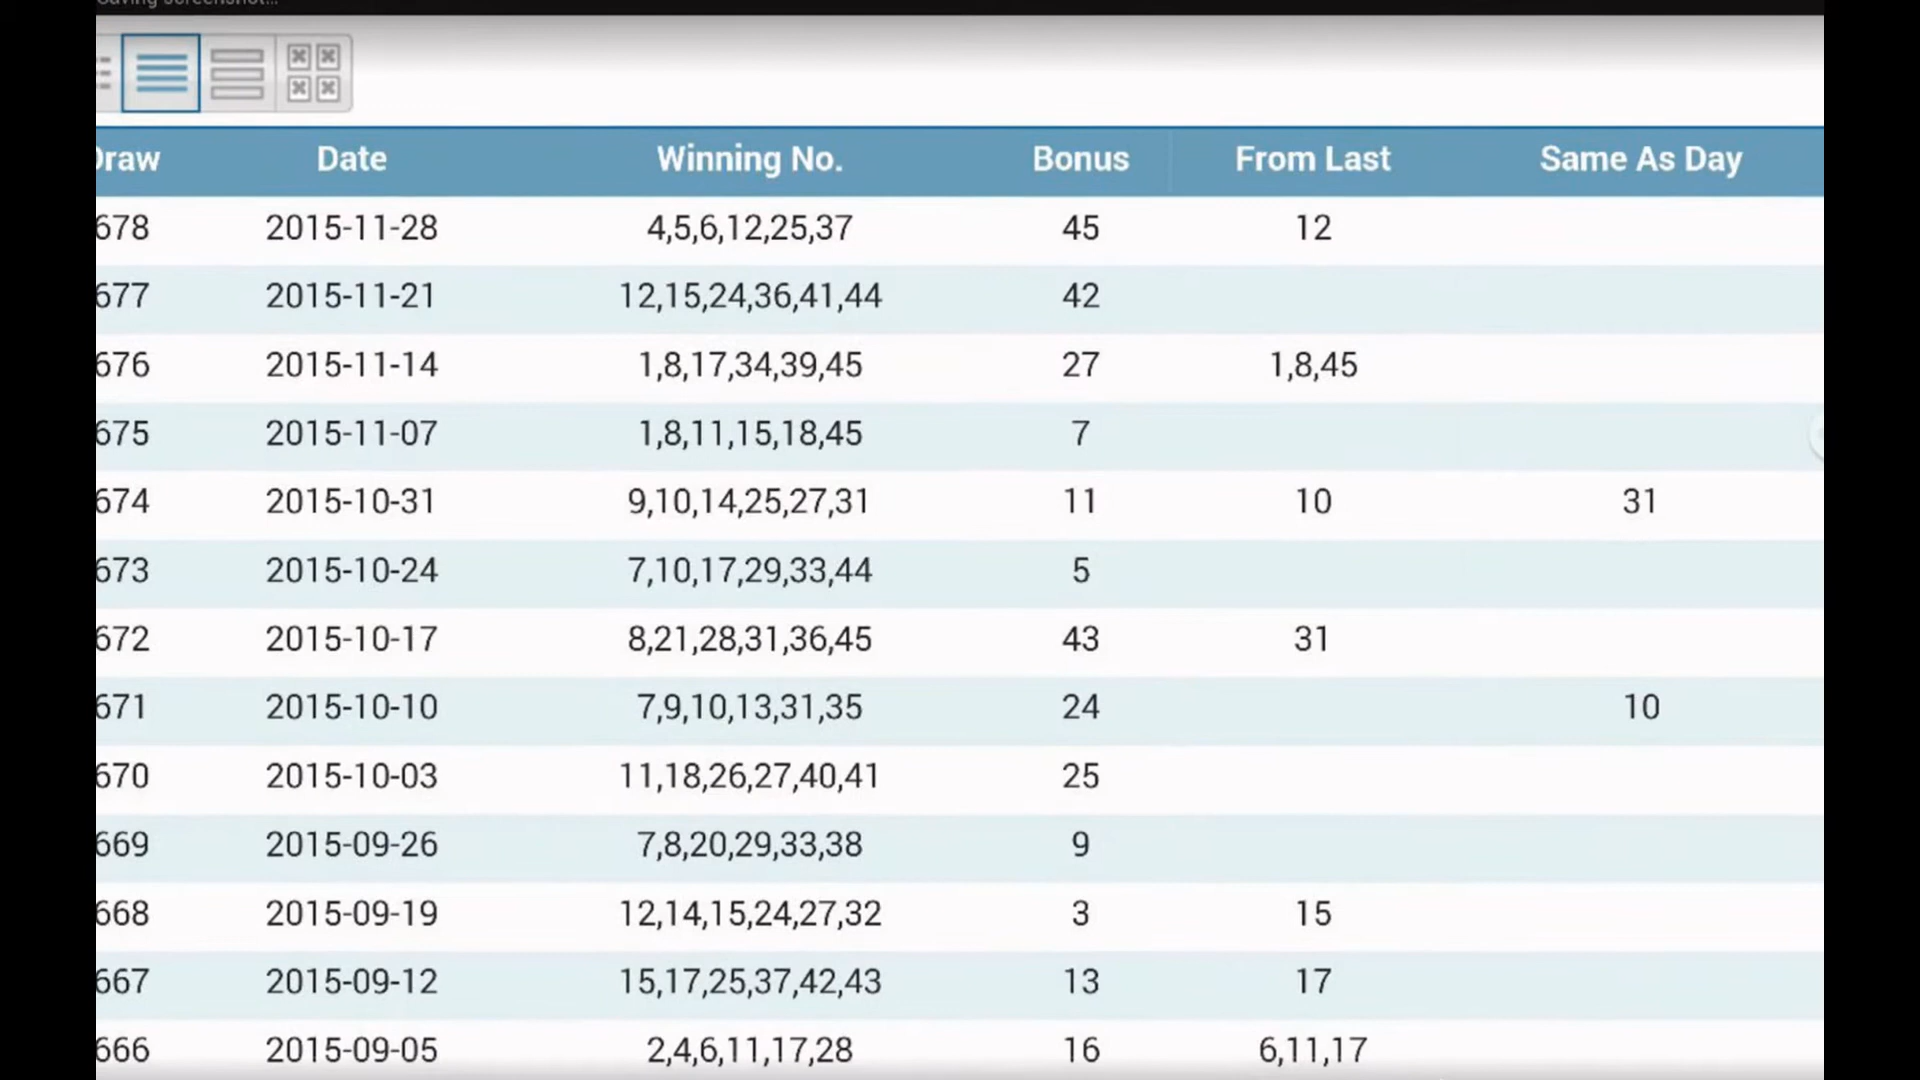 Saving screenshot...
Draw Date Winning No. Bonus From Last Same As Day
678 2015-11-28 4,5,6,12,25,37 45 12
677 2015-11-21 12,15,24,36,41,44 42
676 2015-11-14 1,8,17,34,39,45 27 1,8,45
675 2015-11-07 1,8,11,15,18,45 7
674 2015-10-31 9,10,14,25,27,31 11 10 31
673 2015-10-24 7,10,17,29,33,44 5
672 2015-10-17 8,21,28,31,36,45 43 31
671 2015-10-10 7,9,10,13,31,35 24 10
670 2015-10-03 11,18,26,27,40,41 25
669 2015-09-26 7,8,20,29,33,38 9
668 2015-09-19 12,14,15,24,27,32 3 15
667 2015-09-12 15,17,25,37,42,43 13 17
666 2015-09-05 2,4,6,11,17,28 16 6,11,17